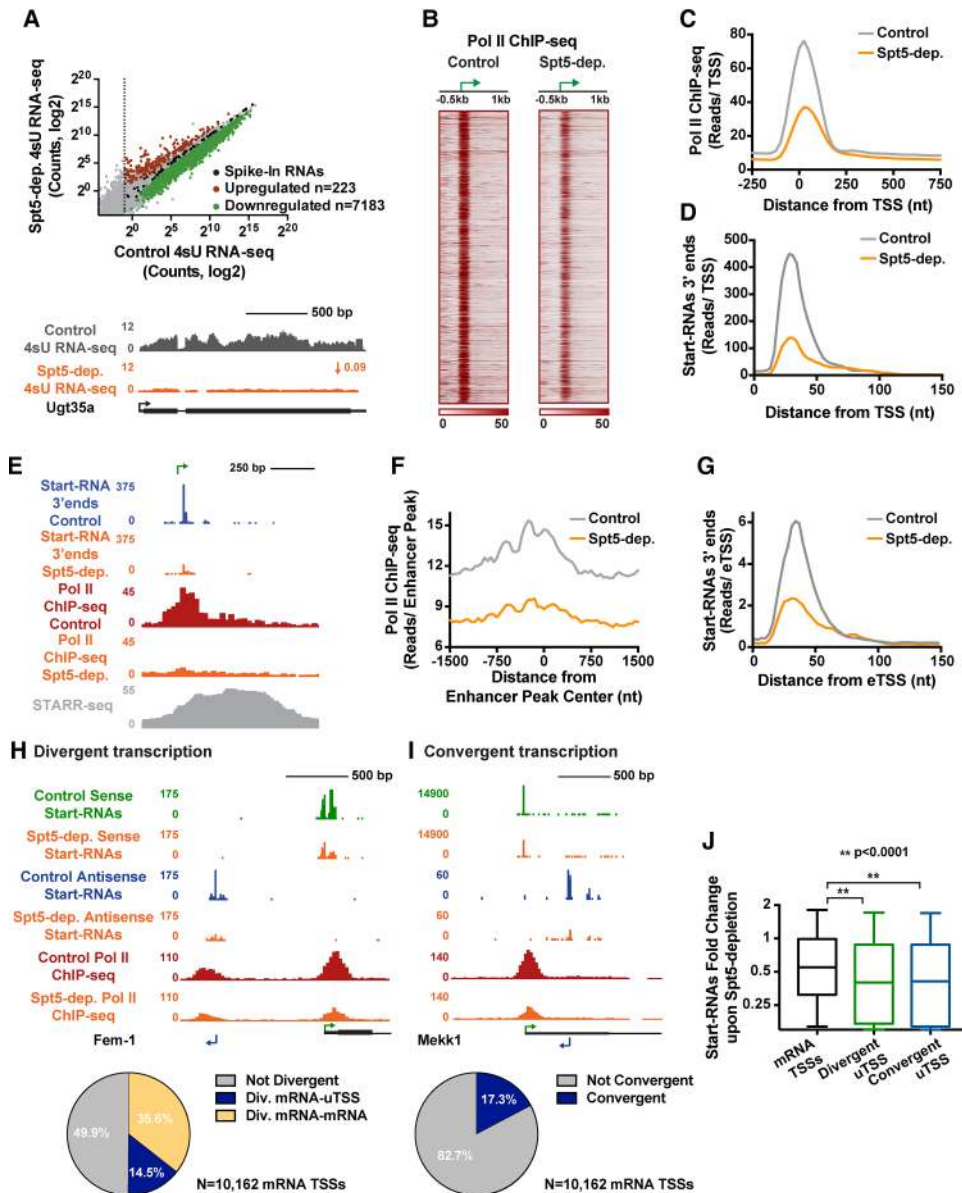 A
Spt5-dep. 4sU RNA-seq
(Counts, log2)
2^20
2^15
2^10
2^5
2^0
Spike-In RNAs
Upregulated n=223
Downregulated n=7183
2^0 2^5 2^10 2^15 2^20
Control 4sU RNA-seq
(Counts, log2)
500 bp
Control
4sU RNA-seq
12
0
Spt5-dep.
4sU RNA-seq
12
0
↓ 0.09
Ugt35a
B
Pol II ChIP-seq
Control Spt5-dep.
-0.5kb 1kb -0.5kb 1kb
0 50 0 50
C
Pol II ChIP-seq
(Reads/ TSS)
80
60
40
20
0
Control
Spt5-dep.
-250 0 250 500 750
Distance from TSS (nt)
D
Start-RNAs 3' ends
(Reads/ TSS)
500
400
300
200
100
0
Control
Spt5-dep.
0 50 100 150
Distance from TSS (nt)
E
250 bp
Start-RNA
3'ends
Control
375
0
Start-RNA
3'ends
Spt5-dep.
375
0
Pol II
ChIP-seq
Control
45
0
Pol II
ChIP-seq
Spt5-dep.
45
0
STARR-seq
55
0
F
Pol II ChIP-seq
(Reads/ Enhancer Peak)
15
12
9
6
Control
Spt5-dep.
-1500 -750 0 750 1500
Distance from
Enhancer Peak Center (nt)
G
Start-RNAs 3' ends
(Reads/ eTSS)
6
4
2
0
Control
Spt5-dep.
0 50 100 150
Distance from eTSS (nt)
H Divergent transcription
500 bp
Control Sense
Start-RNAs
175
0
Spt5-dep. Sense
Start-RNAs
175
0
Control Antisense
Start-RNAs
175
0
Spt5-dep. Antisense
Start-RNAs
175
0
Control Pol II
ChIP-seq
110
0
Spt5-dep. Pol II
ChIP-seq
110
0
Fem-1
49.9%
35.6%
14.5%
Not Divergent
Div. mRNA-uTSS
Div. mRNA-mRNA
N=10,162 mRNA TSSs
I Convergent transcription
500 bp
14900
0
14900
0
60
0
60
0
140
0
140
0
Mekk1
17.3%
82.7%
Not Convergent
Convergent
N=10,162 mRNA TSSs
J
** p<0.0001
**
**
Start-RNAs Fold Change
upon Spt5-depletion
2
1
0.5
0.25
mRNA
TSSs
Divergent
uTSS
Convergent
uTSS